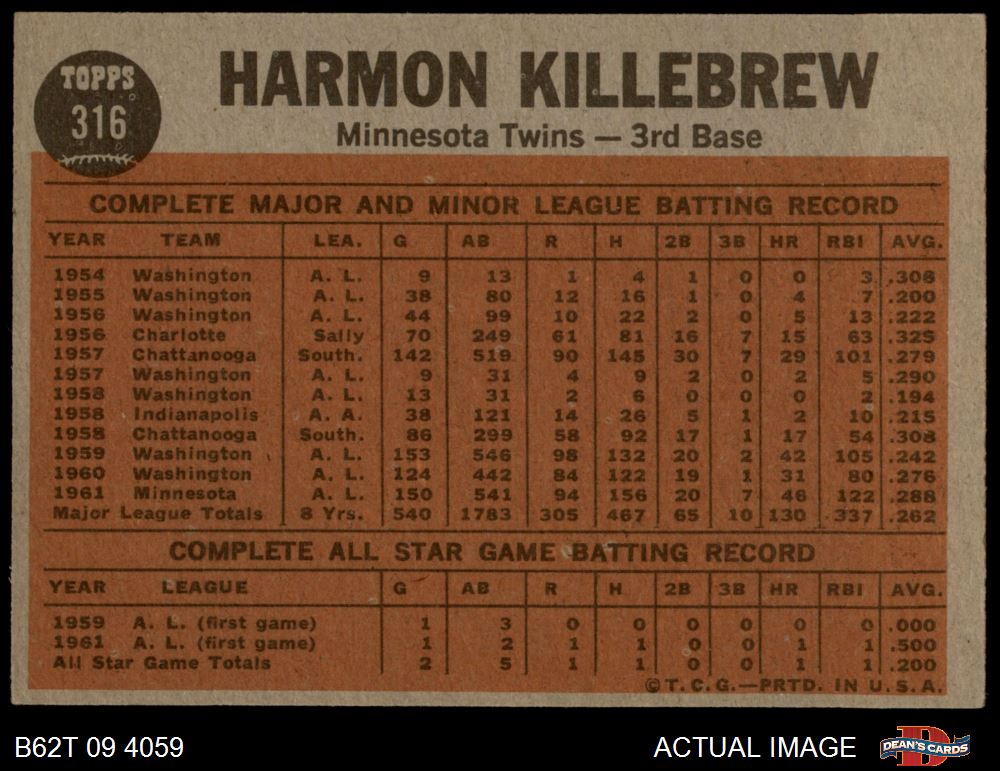 TOPPS
316
HARMON KILLEBREW
Minnesota Twins — 3rd Base
COMPLETE MAJOR AND MINOR LEAGUE BATTING RECORD
YEAR TEAM LEA. G AB R H 2B 3B HR RBI AVG.
1954 Washington A. L. 9 13 1 4 1 0 0 3 .308
1955 Washington A. L. 38 80 12 16 1 0 4 7 .200
1956 Washington A. L. 44 99 10 22 2 0 5 13 .222
1956 Charlotte Sally 70 249 61 81 16 7 15 63 .325
1957 Chattanooga South. 142 519 90 145 30 7 29 101 .279
1957 Washington A. L. 9 31 4 9 2 0 2 5 .290
1958 Washington A. L. 13 31 2 6 0 0 0 2 .194
1958 Indianapolis A. A. 38 121 14 26 5 1 2 10 .215
1958 Chattanooga South. 86 299 58 92 17 1 17 54 .308
1959 Washington A. L. 153 546 98 132 20 2 42 105 .242
1960 Washington A. L. 124 442 84 122 19 1 31 80 .276
1961 Minnesota A. L. 150 541 94 156 20 7 46 122 .288
Major League Totals 8 Yrs. 540 1783 305 467 65 10 130 337 .262
COMPLETE ALL STAR GAME BATTING RECORD
YEAR LEAGUE G AB R H 2B 3B HR RBI AVG.
1959 A. L. (first game) 1 3 0 0 0 0 0 0 .000
1961 A. L. (first game) 1 2 1 1 0 0 1 1 .500
All Star Game Totals 2 5 1 1 0 0 1 1 .200
© T. C. G.—PRTD. IN U. S. A.
B62T 09 4059 ACTUAL IMAGE
DEAN'S CARDS